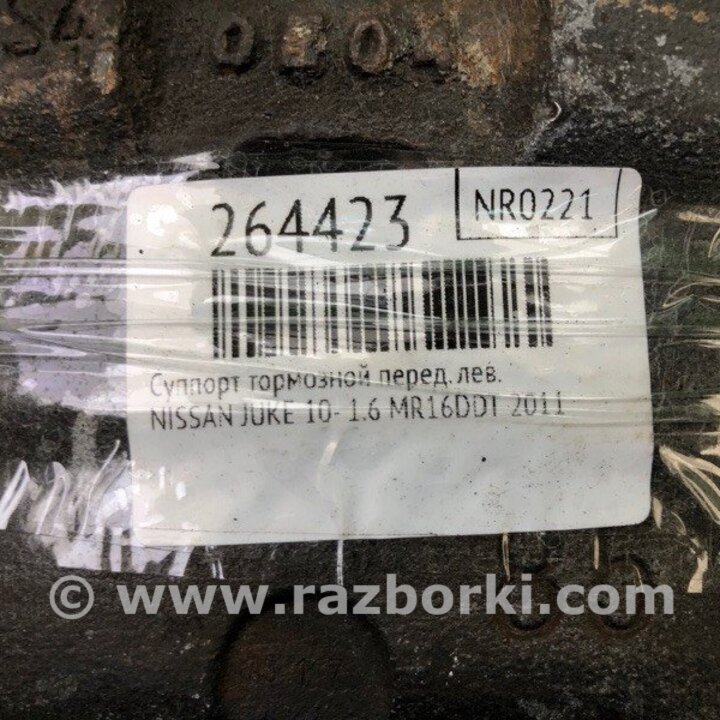 264423
NR0221
Суппорт тормозной перед. лев.
NISSAN JUKE 10- 1.6 MR16DDT 2011
© www.razborki.com